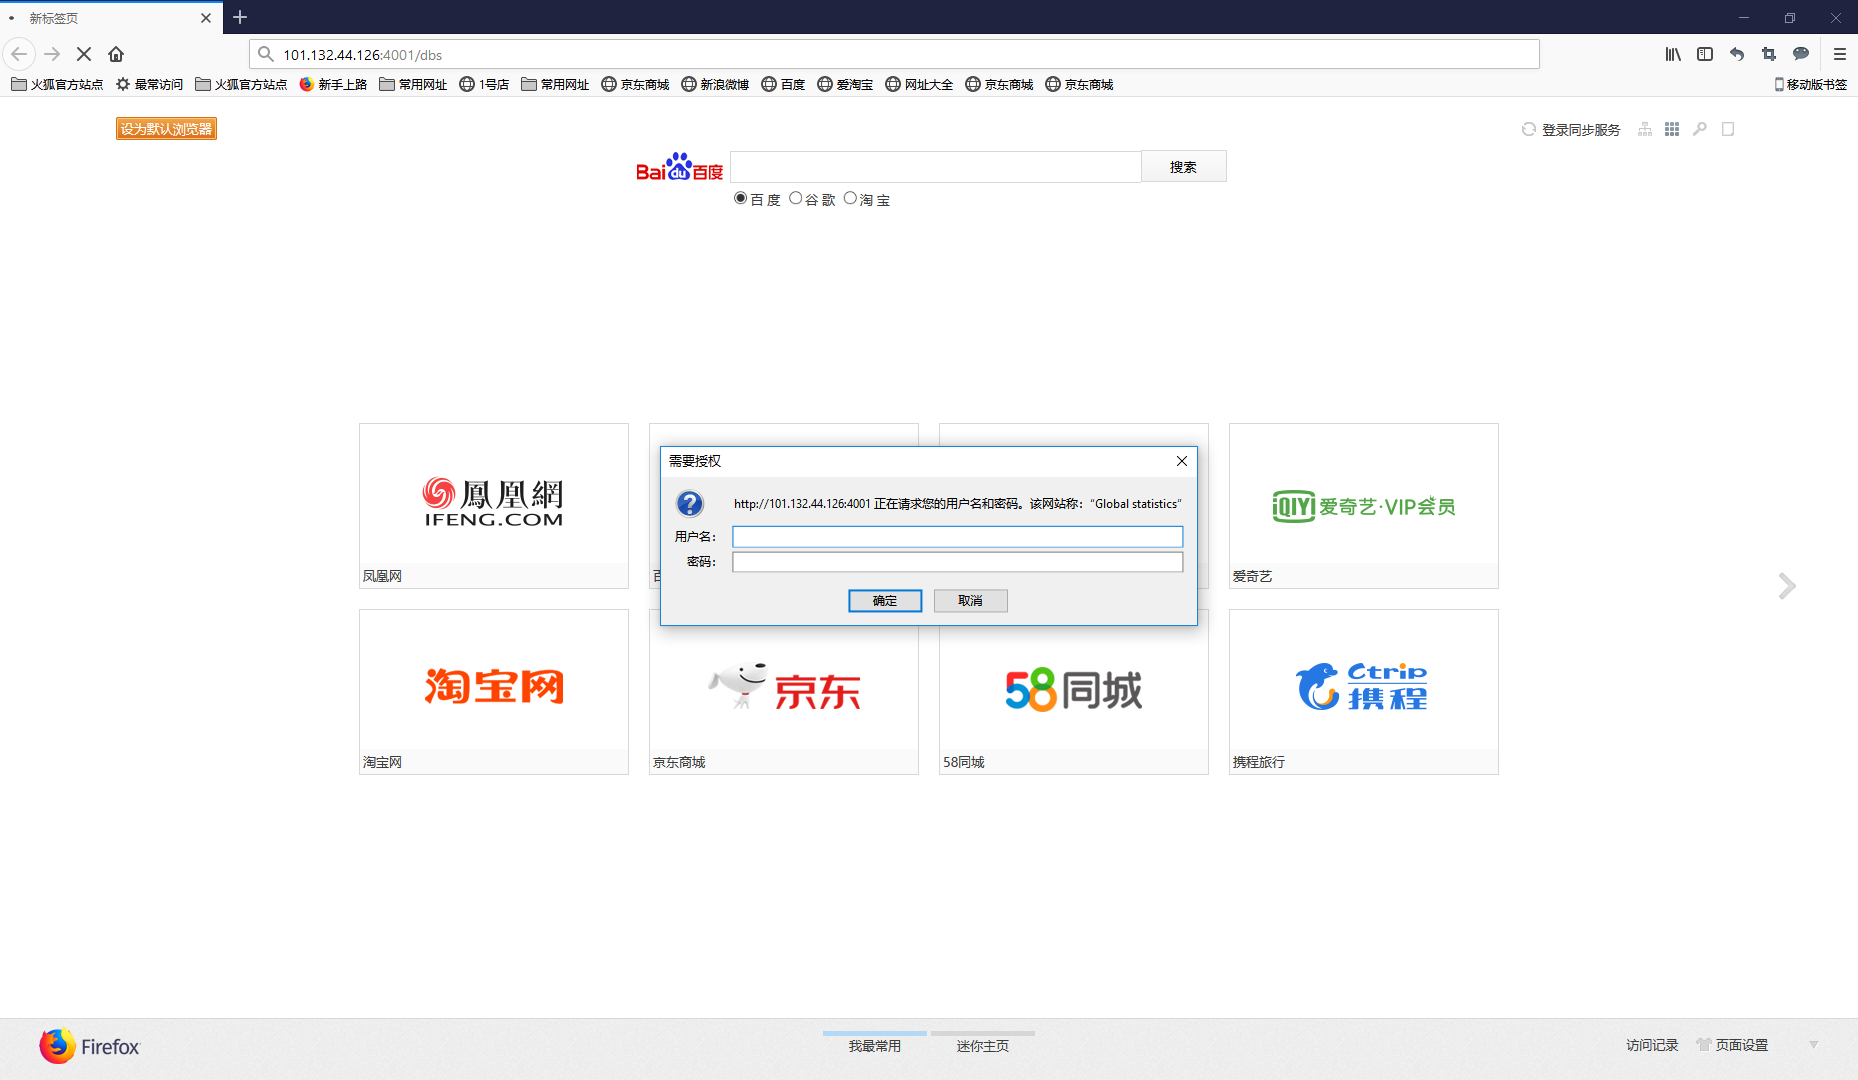 新标签页
101.132.44.126:4001/dbs
火狐官方站点 最常访问 火狐官方站点 新手上路 常用网址 1号店 常用网址 京东商城 新浪微博 百度 爱淘宝 网址大全 京东商城 京东商城 移动版书签
设为默认浏览器
登录同步服务
Baidu百度 搜索
百度 谷歌 淘宝
鳳凰網
IFENG.COM
凤凰网
需要授权
http://101.132.44.126:4001 正在请求您的用户名和密码。该网站称：“Global statistics”
用户名：
密码：
确定 取消
iQIYI 爱奇艺·VIP会员
爱奇艺
淘宝网
淘宝网
京东
京东商城
58同城
58同城
Ctrip
携程
携程旅行
Firefox
我最常用 迷你主页
访问记录 页面设置